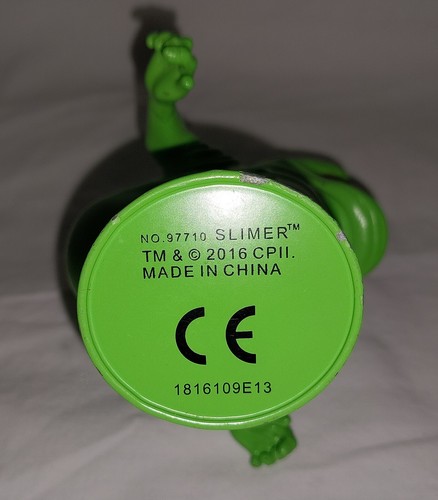 NO.97710 SLIMER™
TM & © 2016 CPII.
MADE IN CHINA
CE
1816109E13